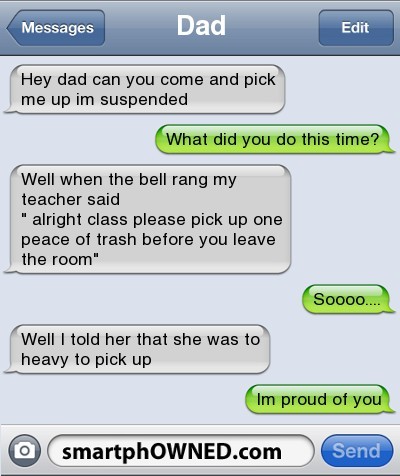 Messages
Dad
Edit
Hey dad can you come and pick
me up im suspended
What did you do this time?
Well when the bell rang my
teacher said
" alright class please pick up one
peace of trash before you leave
the room"
Soooo....
Well I told her that she was to
heavy to pick up
Im proud of you
smartphOWNED.com
Send